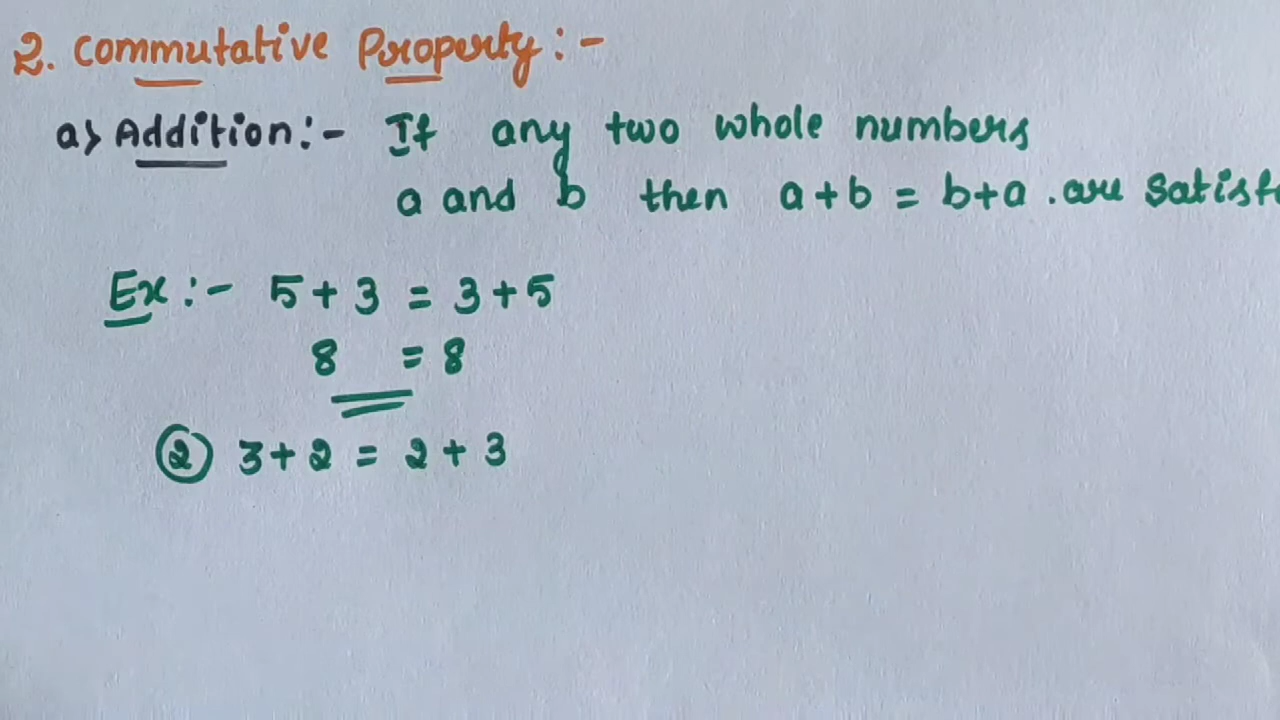 2. Commutative Property:-
a) Addition:- If any two whole numbers
a and b then a+b = b+a . are
Ex:- 5+3 = 3+5
8 = 8
② 3+2 = 2+3